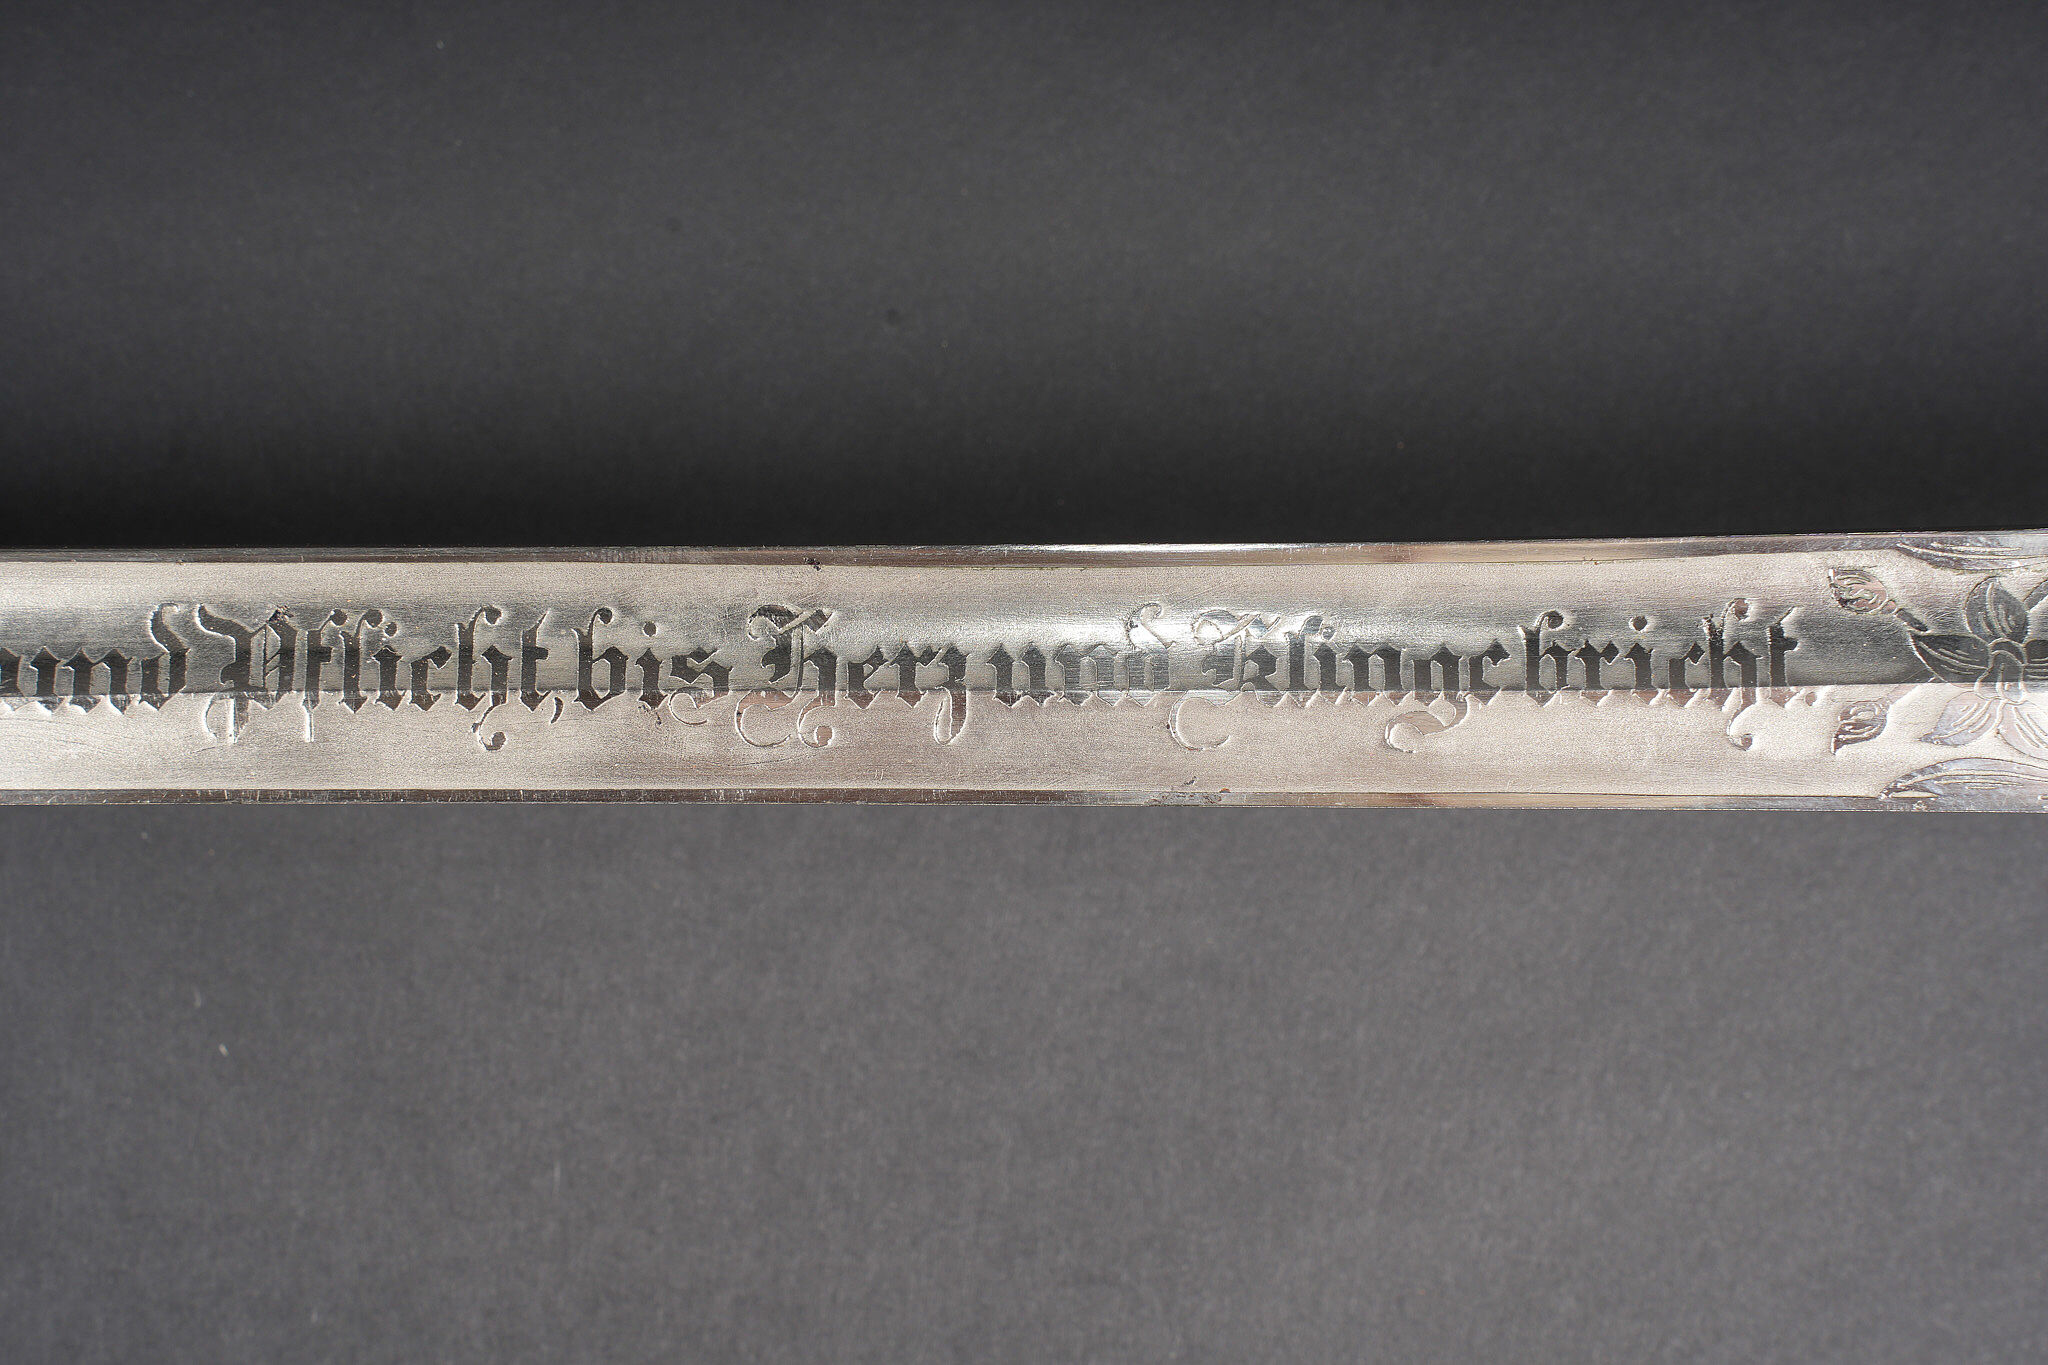 und Pflicht, bis Herz und Klinge bricht.